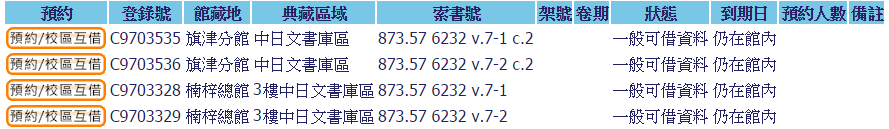 預約 登錄號 館藏地 典藏區域 索書號 架號 卷期 狀態 到期日 預約人數 備註
預約/校區互借 C9703535 旗津分館 中日文書庫區 873.57 6232 v.7-1 c.2 一般可借資料 仍在館內
預約/校區互借 C9703536 旗津分館 中日文書庫區 873.57 6232 v.7-2 c.2 一般可借資料 仍在館內
預約/校區互借 C9703328 楠梓總館 3樓中日文書庫區 873.57 6232 v.7-1 一般可借資料 仍在館內
預約/校區互借 C9703329 楠梓總館 3樓中日文書庫區 873.57 6232 v.7-2 一般可借資料 仍在館內